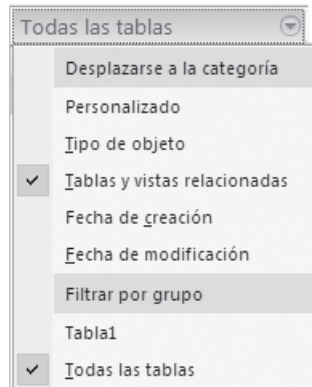 Todas las tablas
Desplazarse a la categoría
Personalizado
Tipo de objeto
Tablas y vistas relacionadas
Fecha de creación
Fecha de modificación
Filtrar por grupo
Tabla1
Todas las tablas